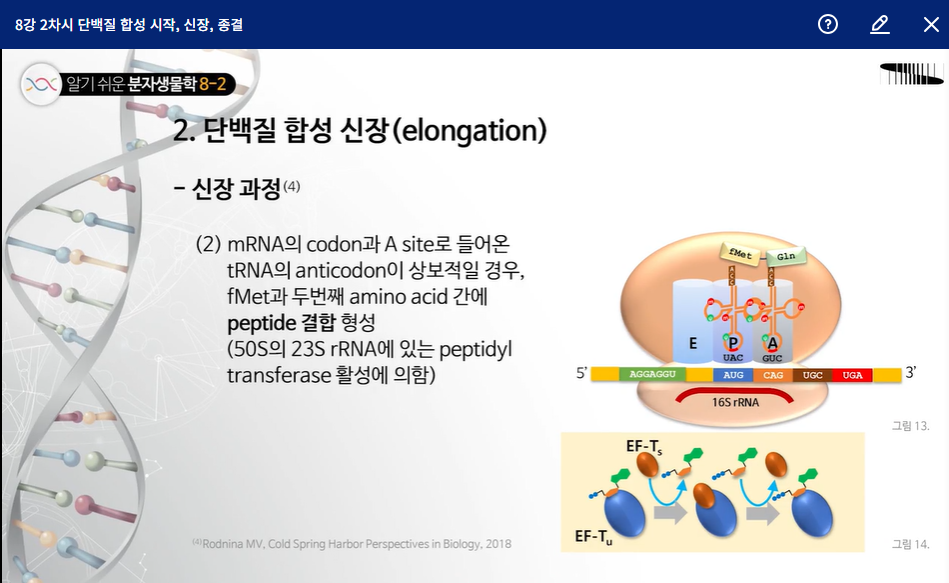 8강 2차시 단백질 합성 시작, 신장, 종결
알기 쉬운 분자생물학 8-2
2. 단백질 합성 신장(elongation)
- 신장 과정(4)
(2) mRNA의 codon과 A site로 들어온
tRNA의 anticodon이 상보적일 경우,
fMet과 두번째 amino acid 간에
peptide 결합 형성
(50S의 23S rRNA에 있는 peptidyl
transferase 활성에 의함)
fMet Gln
ACC ACC
E P A
UAC GUC
5’ AGGAGGU AUG CAG UGC UGA 3’
16S rRNA
그림 13.
EF-Ts
EF-Tu
그림 14.
(4)Rodnina MV, Cold Spring Harbor Perspectives in Biology, 2018